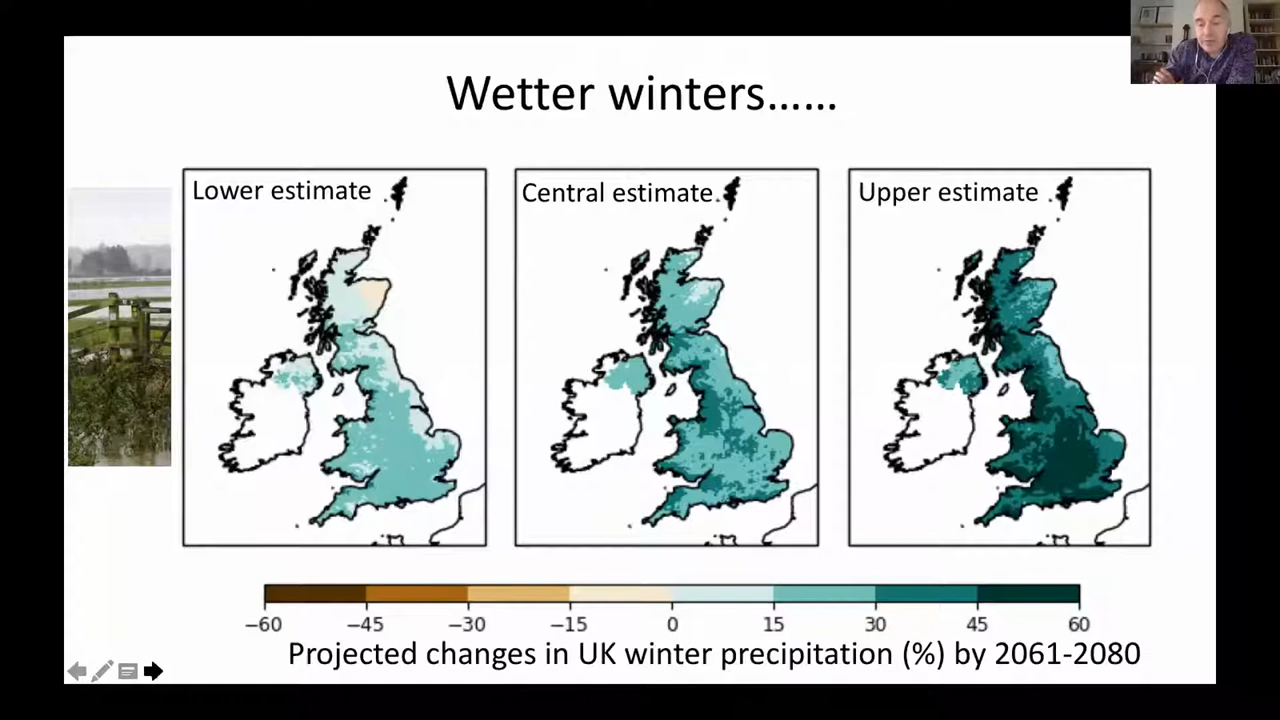 Wetter winters......
Lower estimate
Central estimate
Upper estimate
−60 −45 −30 −15 0 15 30 45 60
Projected changes in UK winter precipitation (%) by 2061-2080